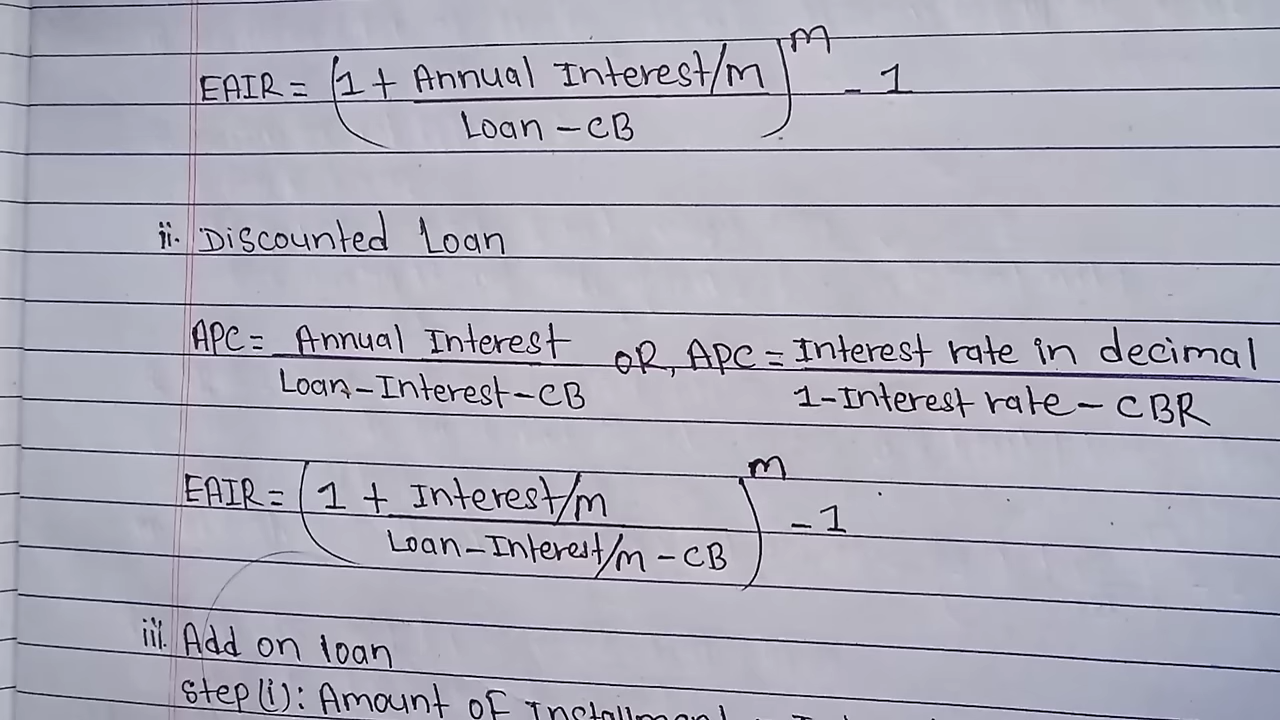 EAIR = (1 + Annual Interest/m
Loan - CB)^m - 1
ii. Discounted Loan
APC = Annual Interest OR, APC = Interest rate in decimal
Loan - Interest - CB 1 - Interest rate - CBR
EAIR = (1 + Interest/m
Loan - Interest/m - CB)^m - 1
iii. Add on loan
Step (i): Amount of Installment